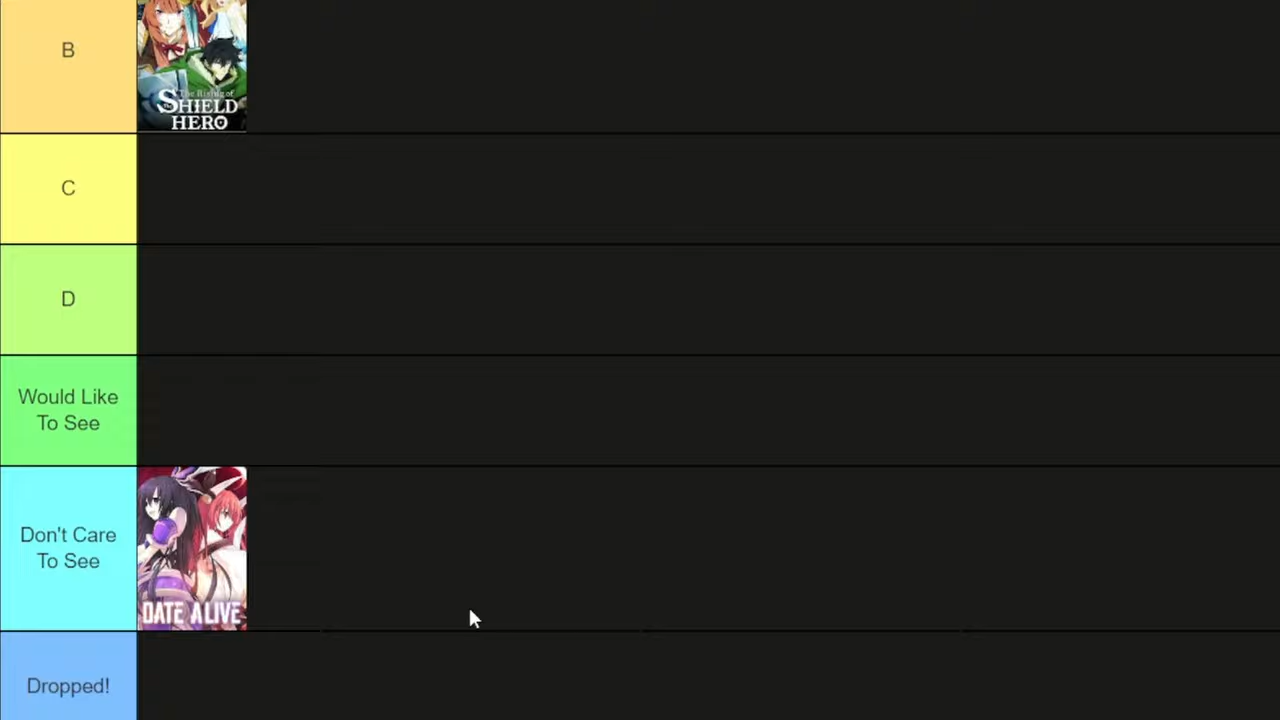 B
The Rising of
SHIELD
HERO
C
D
Would Like
To See
Don't Care
To See
DATE A LIVE
Dropped!